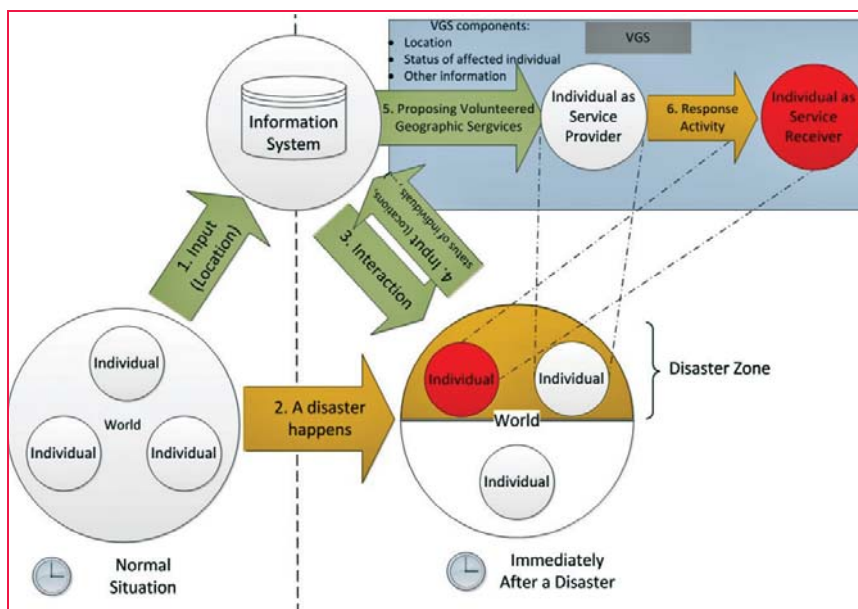 VGS components:
• Location
• Status of affected individual
• Other information
VGS
Information
System
5. Proposing Volunteered
Geographic Sergvices
Individual as
Service
Provider
6. Response
Activity
Individual as
Service
Receiver
1. Input
(Location)
3. Interaction
4. Input (Locations,
status of individuals)
Individual
World
Individual
Individual
2. A disaster
happens
Individual
Individual
World
Individual
Disaster Zone
Normal
Situation
Immediately
After a Disaster